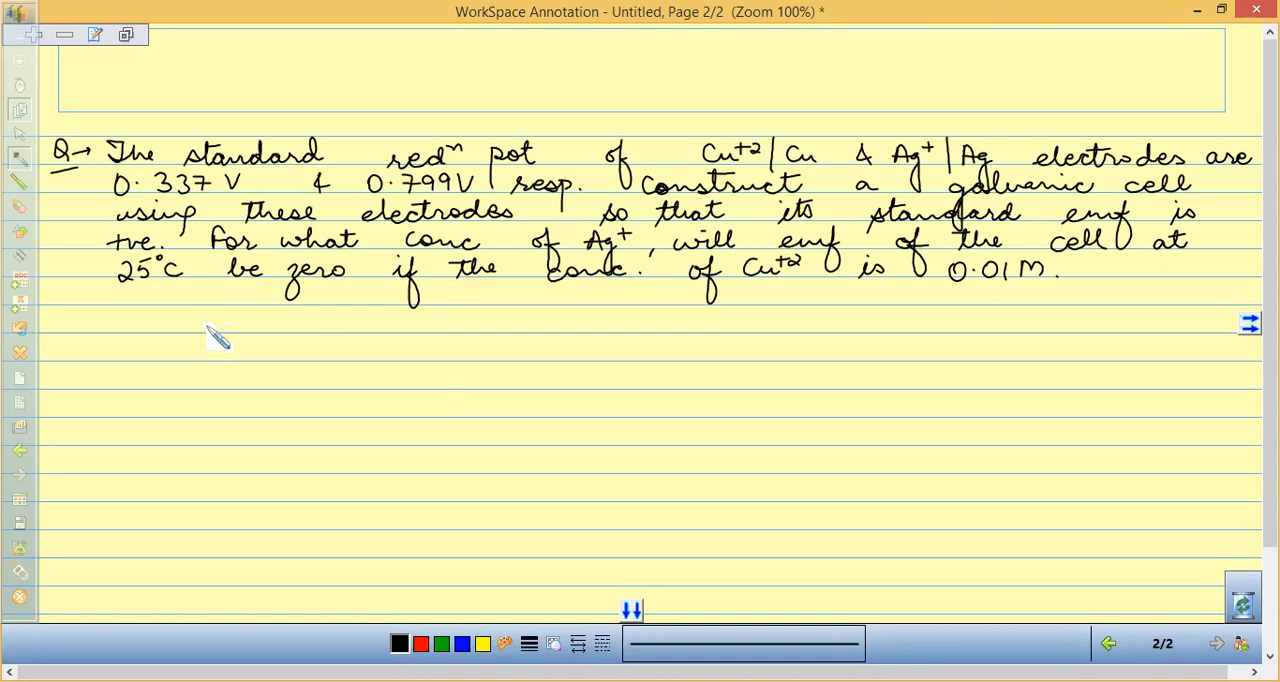 WorkSpace Annotation - Untitled, Page 2/2 (Zoom 100%) *
Q→ The standard redⁿ pot of Cu⁺²/Cu & Ag⁺/Ag electrodes are
0.337 V & 0.799V resp. Construct a galvanic cell
using these electrodes so that its standard emf is
+ve. For what conc of Ag⁺, will emf of the cell at
25°C be zero if the conc. of Cu⁺² is 0.01 M.
2/2